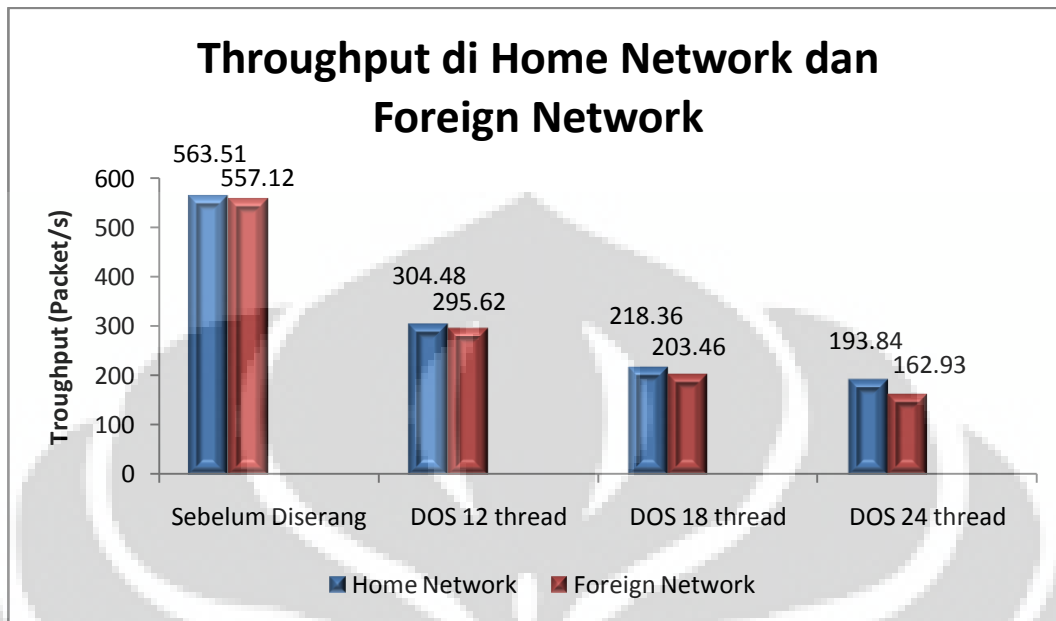 Throughput di Home Network dan
Foreign Network
Troughput (Packet/s)
600
500
400
300
200
100
0
563.51
557.12
304.48
295.62
218.36
203.46
193.84
162.93
Sebelum Diserang
DOS 12 thread
DOS 18 thread
DOS 24 thread
Home Network
Foreign Network